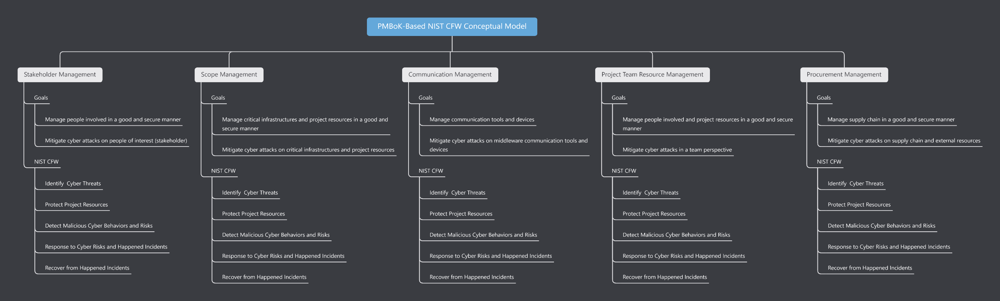 PMBoK-Based NIST CFW Conceptual Model
Stakeholder Management
Goals
Manage people involved in a good and secure manner
Mitigate cyber attacks on people of interest (stakeholder)
NIST CFW
Identify  Cyber Threats
Protect Project Resources
Detect Malicious Cyber Behaviors and Risks
Response to Cyber Risks and Happened Incidents
Recover from Happened Incidents
Scope Management
Goals
Manage critical infrastructures and project resources in a good and
secure manner
Mitigate cyber attacks on critical infrastructures and project resources
NIST CFW
Identify  Cyber Threats
Protect Project Resources
Detect Malicious Cyber Behaviors and Risks
Response to Cyber Risks and Happened Incidents
Recover from Happened Incidents
Communication Management
Goals
Manage communication tools and devices
Mitigate cyber attacks on middleware communication tools and
devices
NIST CFW
Identify  Cyber Threats
Protect Project Resources
Detect Malicious Cyber Behaviors and Risks
Response to Cyber Risks and Happened Incidents
Recover from Happened Incidents
Project Team Resource Management
Goals
Manage people involved and project resources in a good and secure
manner
Mitigate cyber attacks in a team perspective
NIST CFW
Identify  Cyber Threats
Protect Project Resources
Detect Malicious Cyber Behaviors and Risks
Response to Cyber Risks and Happened Incidents
Recover from Happened Incidents
Procurement Management
Goals
Manage supply chain in a good and secure manner
Mitigate cyber attacks on supply chain and external resources
NIST CFW
Identify  Cyber Threats
Protect Project Resources
Detect Malicious Cyber Behaviors and Risks
Response to Cyber Risks and Happened Incidents
Recover from Happened Incidents